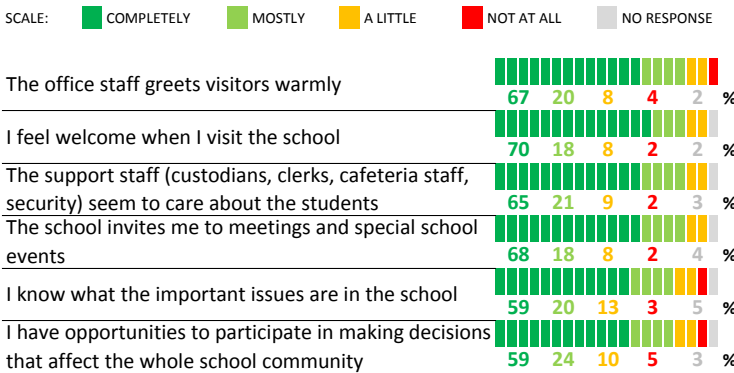 SCALE: COMPLETELY MOSTLY A LITTLE NOT AT ALL NO RESPONSE
The office staff greets visitors warmly
67 20 8 4 2 %
I feel welcome when I visit the school
70 18 8 2 2 %
The support staff (custodians, clerks, cafeteria staff,
security) seem to care about the students
65 21 9 2 3 %
The school invites me to meetings and special school
events
68 18 8 2 4 %
I know what the important issues are in the school
59 20 13 3 5 %
I have opportunities to participate in making decisions
that affect the whole school community
59 24 10 5 3 %